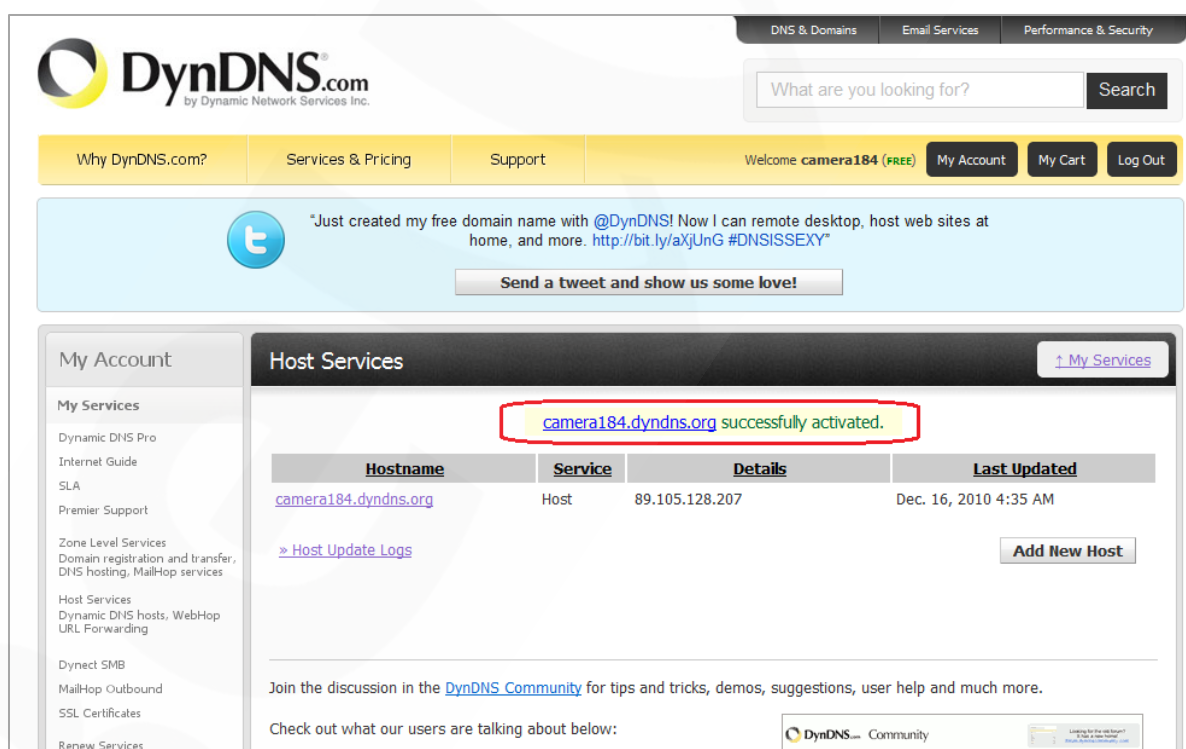 DNS & Domains Email Services Performance & Security
DynDNS.com
by Dynamic Network Services Inc.
What are you looking for? Search
Why DynDNS.com? Services & Pricing Support Welcome camera184 (FREE) My Account My Cart Log Out
"Just created my free domain name with @DynDNS! Now I can remote desktop, host web sites at
home, and more. http://bit.ly/aXjUnG #DNSISSEXY"
Send a tweet and show us some love!
My Account
My Services
Dynamic DNS Pro
Internet Guide
SLA
Premier Support
Zone Level Services
Domain registration and transfer,
DNS hosting, MailHop services
Host Services
Dynamic DNS hosts, WebHop
URL Forwarding
Dynect SMB
MailHop Outbound
SSL Certificates
Renew Services
Host Services ↑ My Services
camera184.dyndns.org successfully activated.
Hostname Service Details Last Updated
camera184.dyndns.org Host 89.105.128.207 Dec. 16, 2010 4:35 AM
» Host Update Logs Add New Host
Join the discussion in the DynDNS Community for tips and tricks, demos, suggestions, user help and much more.
Check out what our users are talking about below:
DynDNS.com Community